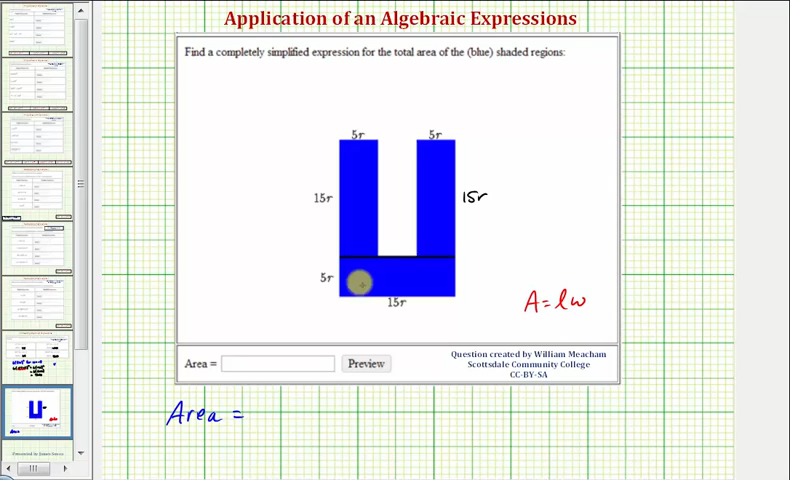 Application of an Algebraic Expressions
Find a completely simplified expression for the total area of the (blue) shaded regions:
5r 5r
15r 15r
5r
15r
A=lw
Area = Preview
Question created by William Meacham
Scottsdale Community College
CC-BY-SA
Area =